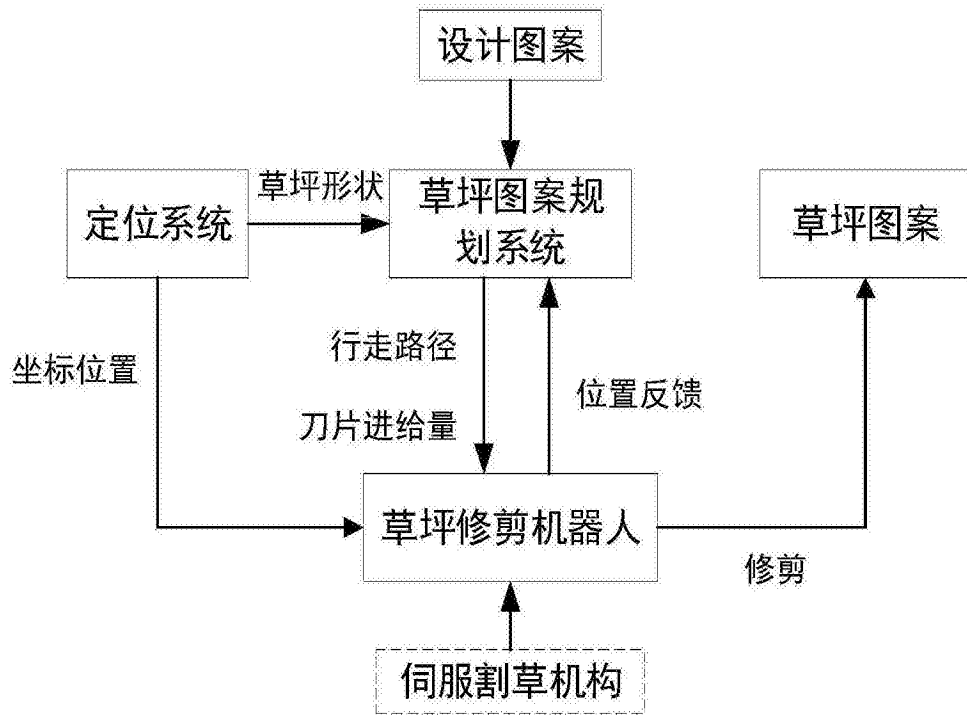 设计图案
草坪形状
定位系统
草坪图案规
划系统
草坪图案
坐标位置
行走路径
刀片进给量
位置反馈
草坪修剪机器人
修剪
伺服割草机构